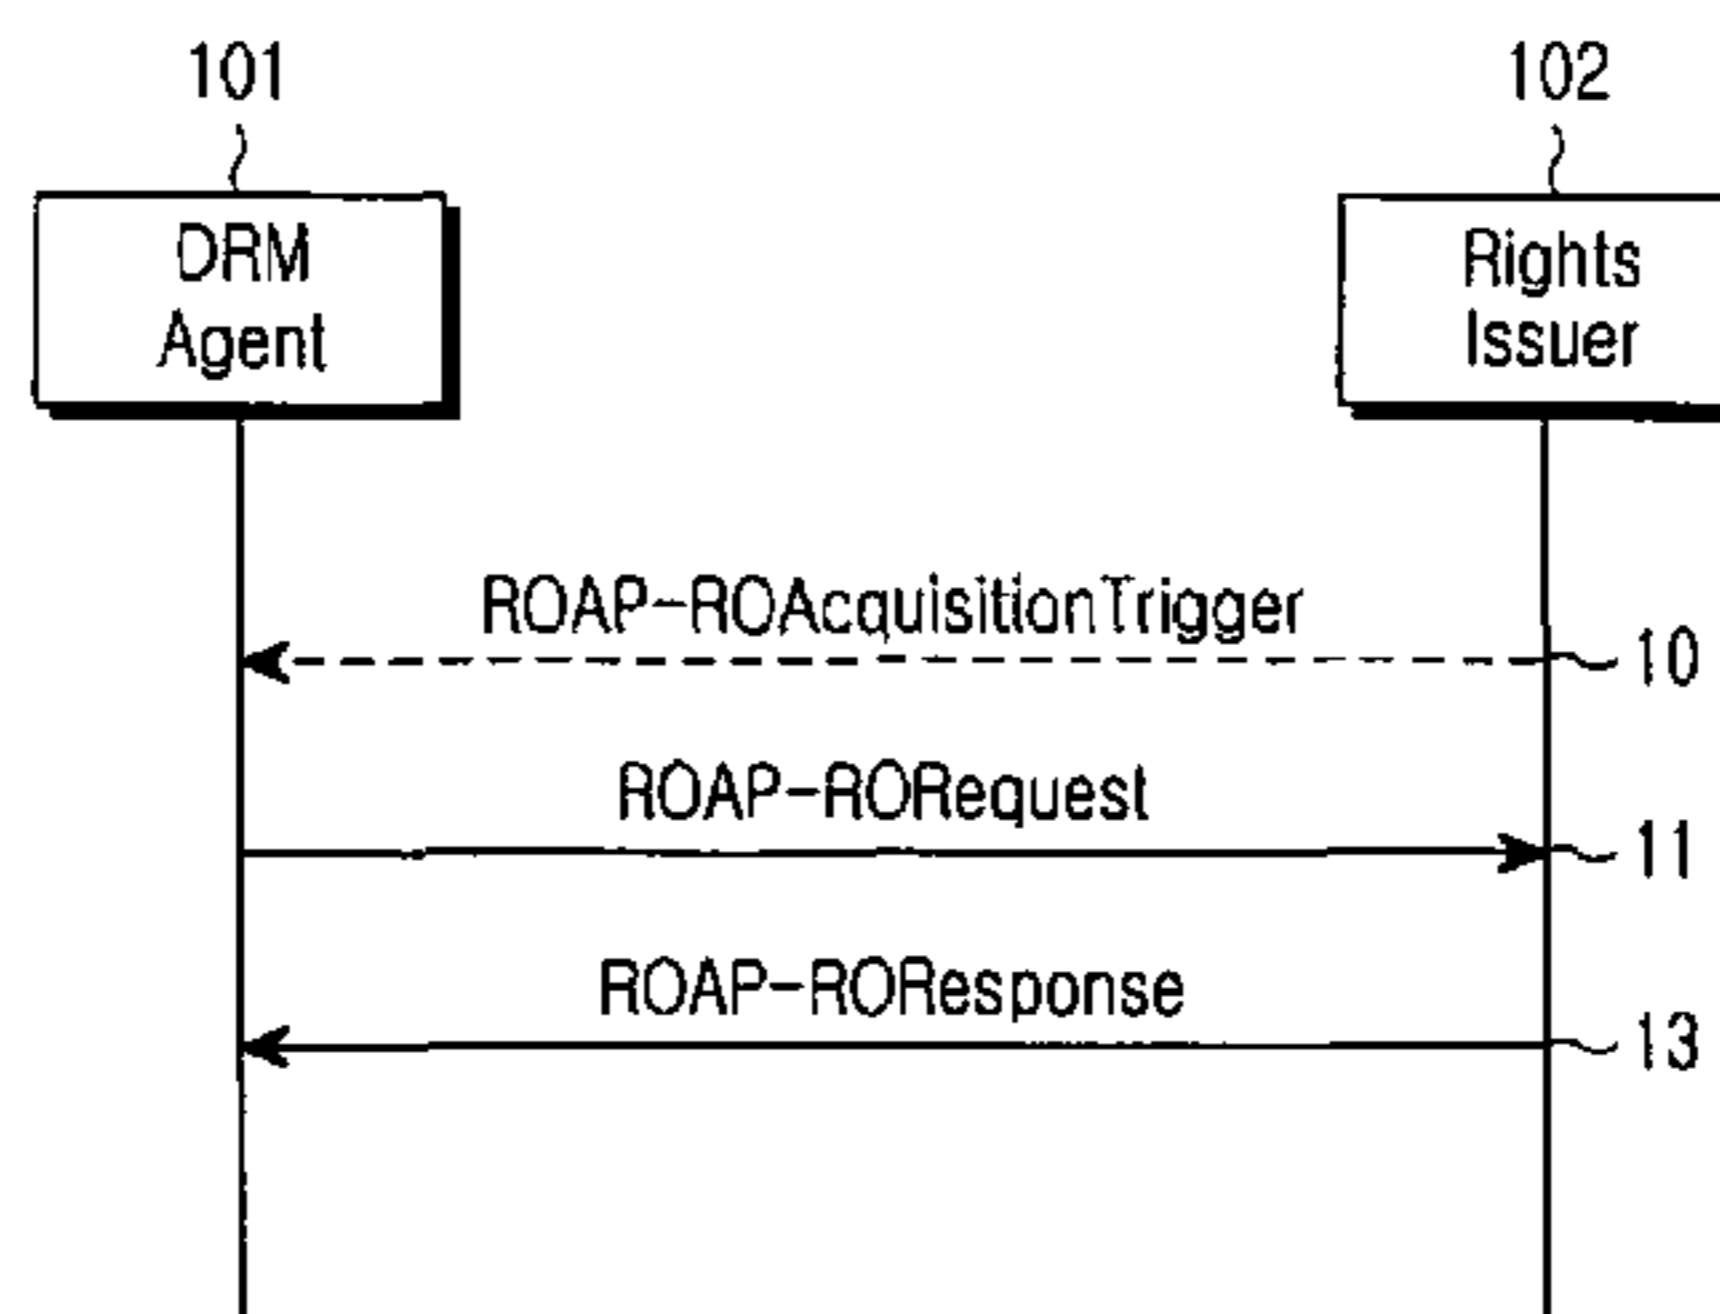 101
102
DRM
Agent
Rights
Issuer
ROAP-ROAcquisitionTrigger
10
ROAP-RORequest
11
ROAP-ROResponse
13